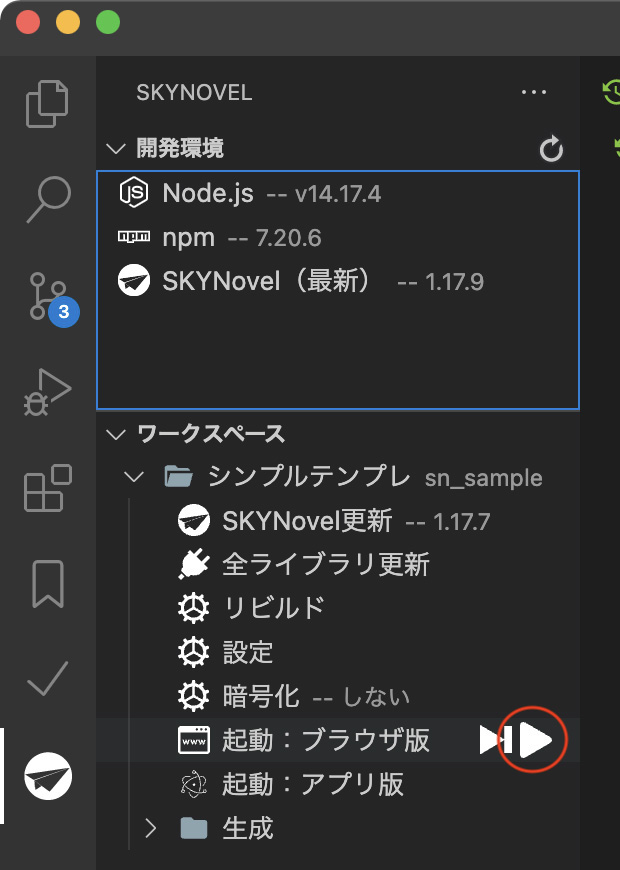 SKYNOVEL
開発環境
JS Node.js -- v14.17.4
npm npm -- 7.20.6
SKYNovel（最新） -- 1.17.9
3
ワークスペース
シンプルテンプレ sn_sample
SKYNovel更新 -- 1.17.7
全ライブラリ更新
リビルド
設定
暗号化 -- しない
www 起動：ブラウザ版
起動：アプリ版
生成